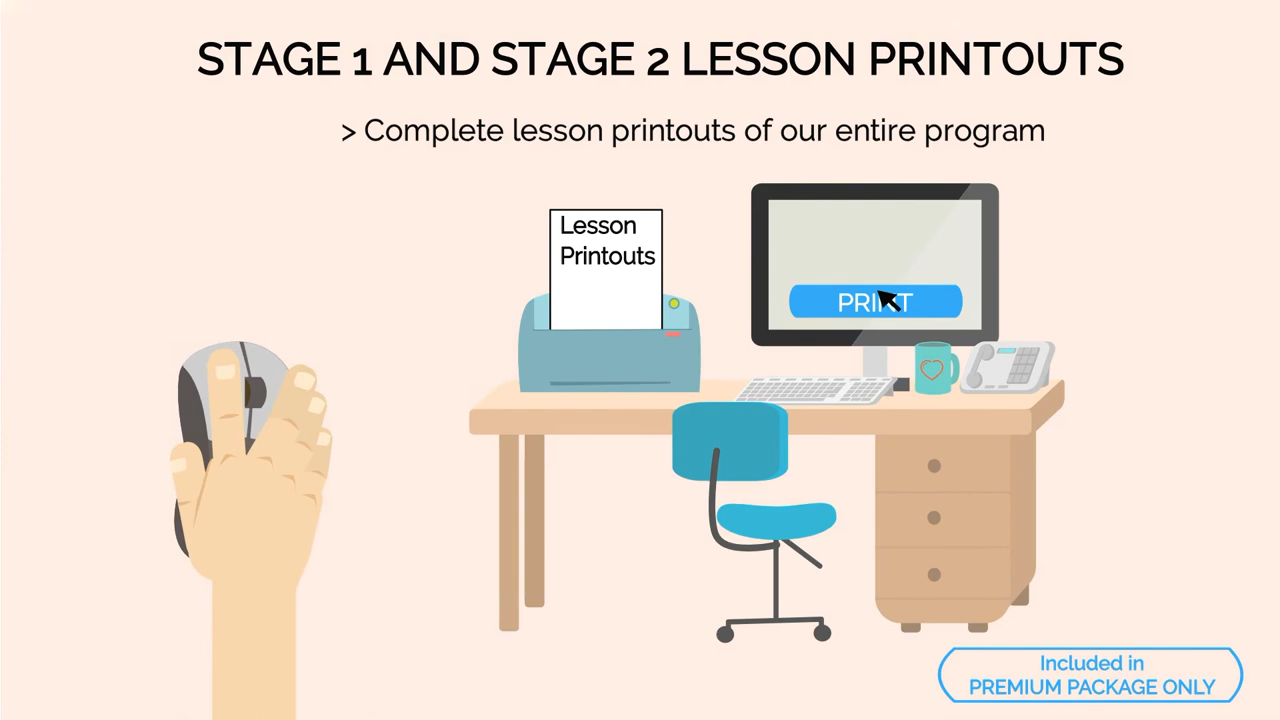 STAGE 1 AND STAGE 2 LESSON PRINTOUTS
> Complete lesson printouts of our entire program
Lesson
Printouts
PRINT
Included in
PREMIUM PACKAGE ONLY